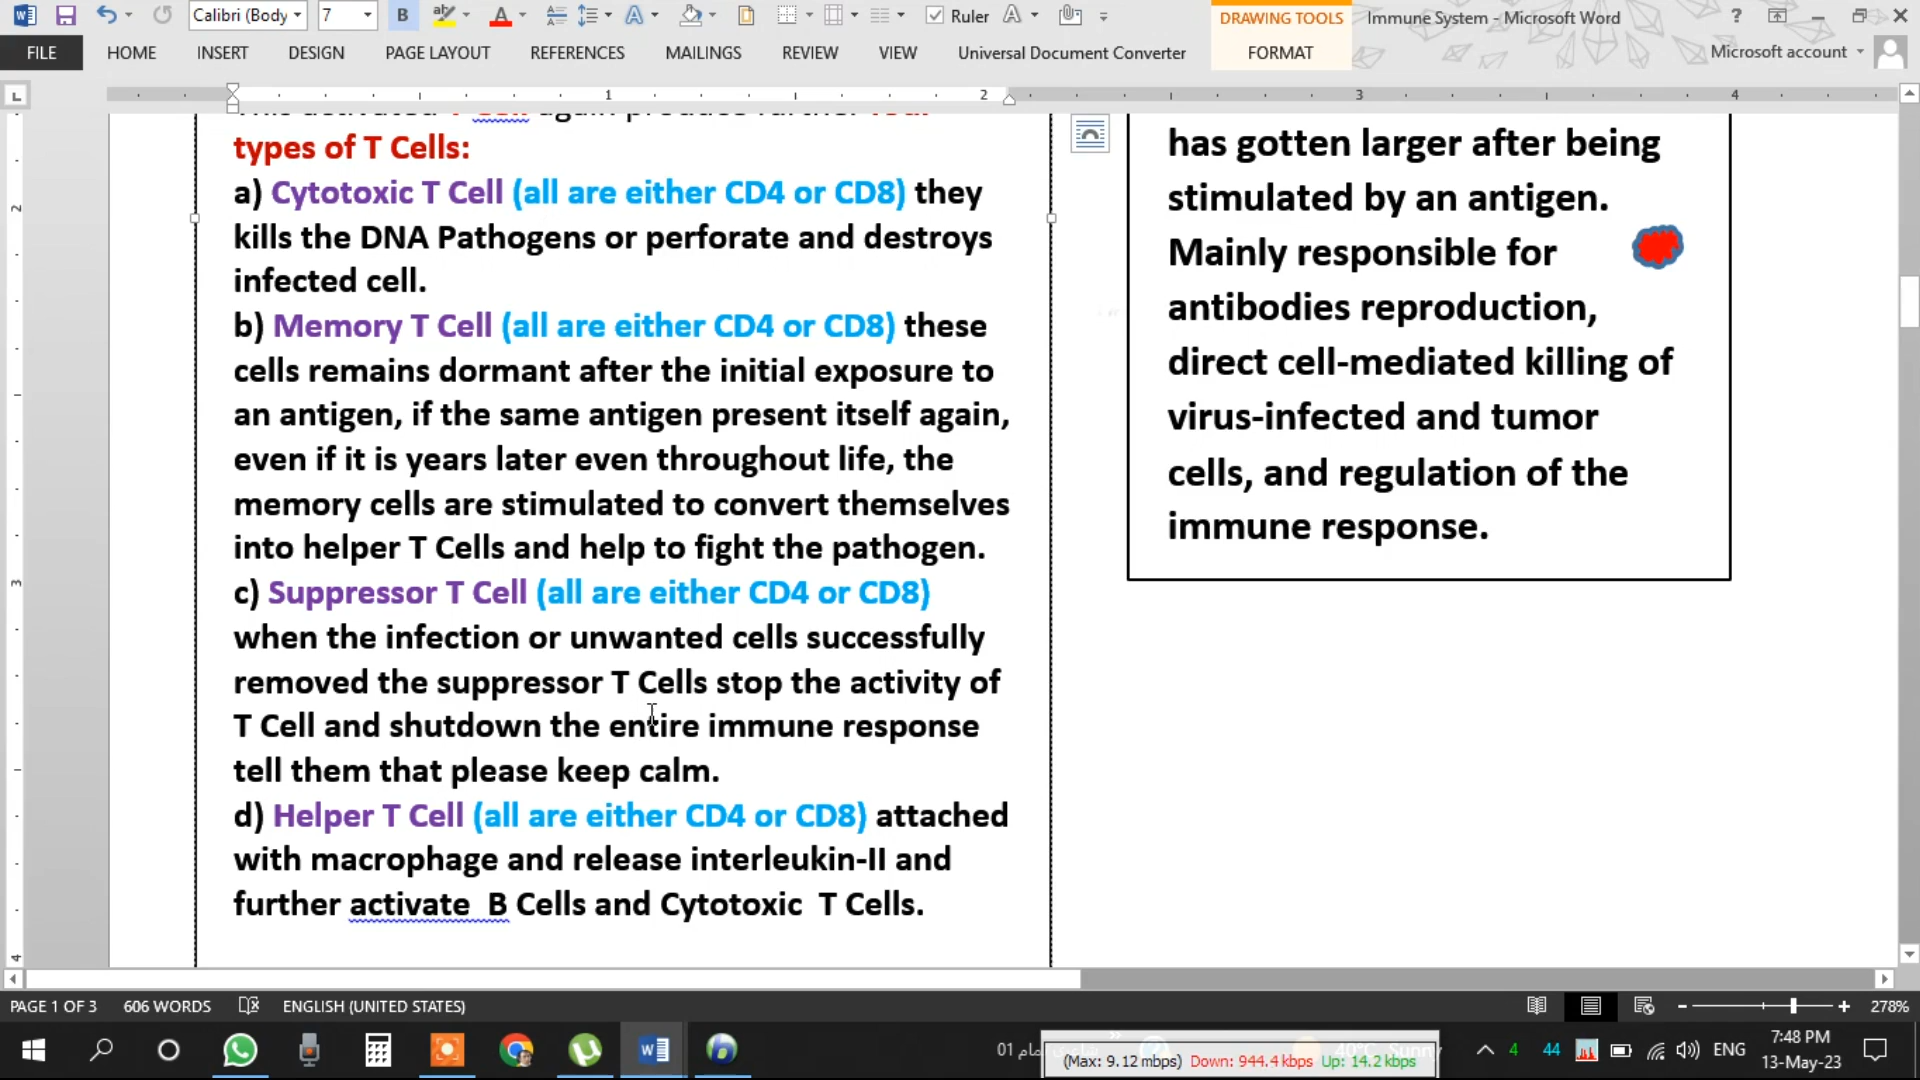 Calibri (Body
7
B
Ruler
DRAWING TOOLS
Immune System - Microsoft Word
?
FILE
HOME
INSERT
DESIGN
PAGE LAYOUT
REFERENCES
MAILINGS
REVIEW
VIEW
Universal Document Converter
FORMAT
Microsoft account
1
2
3
4
types of T Cells:
a) Cytotoxic T Cell (all are either CD4 or CD8) they
kills the DNA Pathogens or perforate and destroys
infected cell.
b) Memory T Cell (all are either CD4 or CD8) these
cells remains dormant after the initial exposure to
an antigen, if the same antigen present itself again,
even if it is years later even throughout life, the
memory cells are stimulated to convert themselves
into helper T Cells and help to fight the pathogen.
c) Suppressor T Cell (all are either CD4 or CD8)
when the infection or unwanted cells successfully
removed the suppressor T Cells stop the activity of
T Cell and shutdown the entire immune response
tell them that please keep calm.
d) Helper T Cell (all are either CD4 or CD8) attached
with macrophage and release interleukin-II and
further activate  B Cells and Cytotoxic  T Cells.
has gotten larger after being
stimulated by an antigen.
Mainly responsible for
antibodies reproduction,
direct cell-mediated killing of
virus-infected and tumor
cells, and regulation of the
immune response.
2
3
4
PAGE 1 OF 3
606 WORDS
ENGLISH (UNITED STATES)
278%
(Max: 9.12 mbps) Down: 944.4 kbps Up: 14.2 kbps
4
44
ENG
7:48 PM
13-May-23